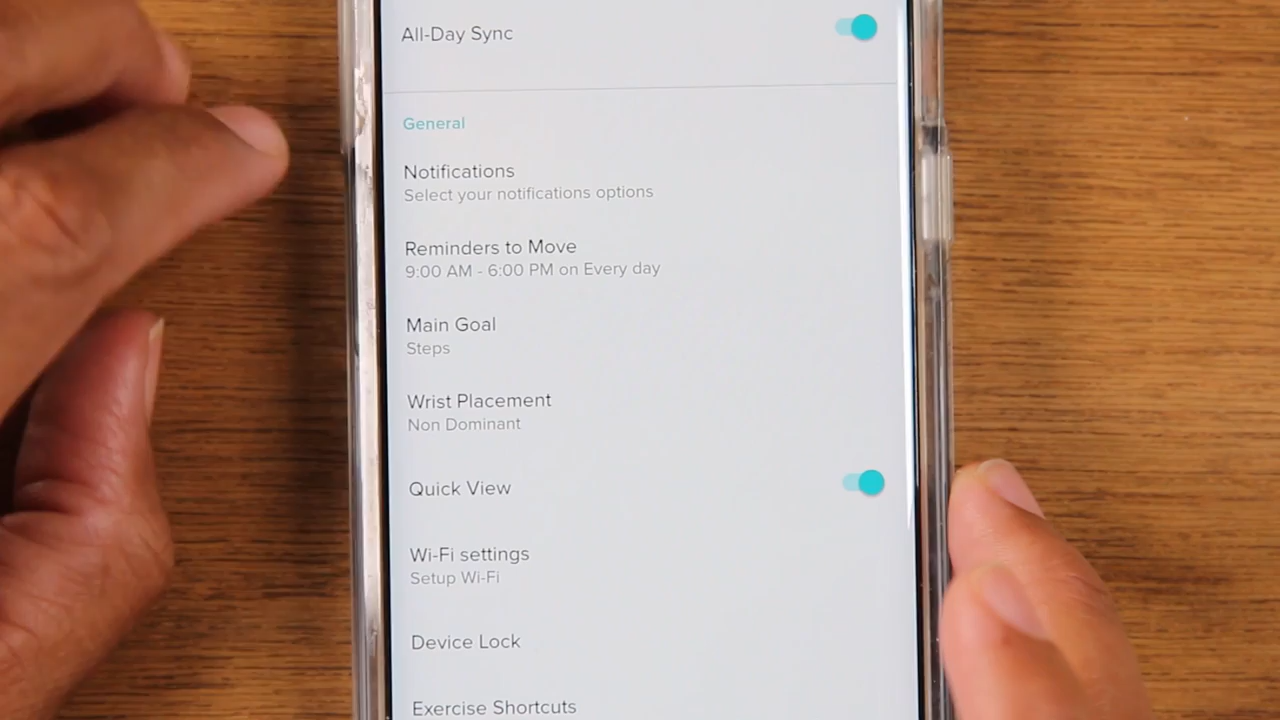 All-Day Sync
General
Notifications
Select your notifications options
Reminders to Move
9:00 AM - 6:00 PM on Every day
Main Goal
Steps
Wrist Placement
Non Dominant
Quick View
Wi-Fi settings
Setup Wi-Fi
Device Lock
Exercise Shortcuts